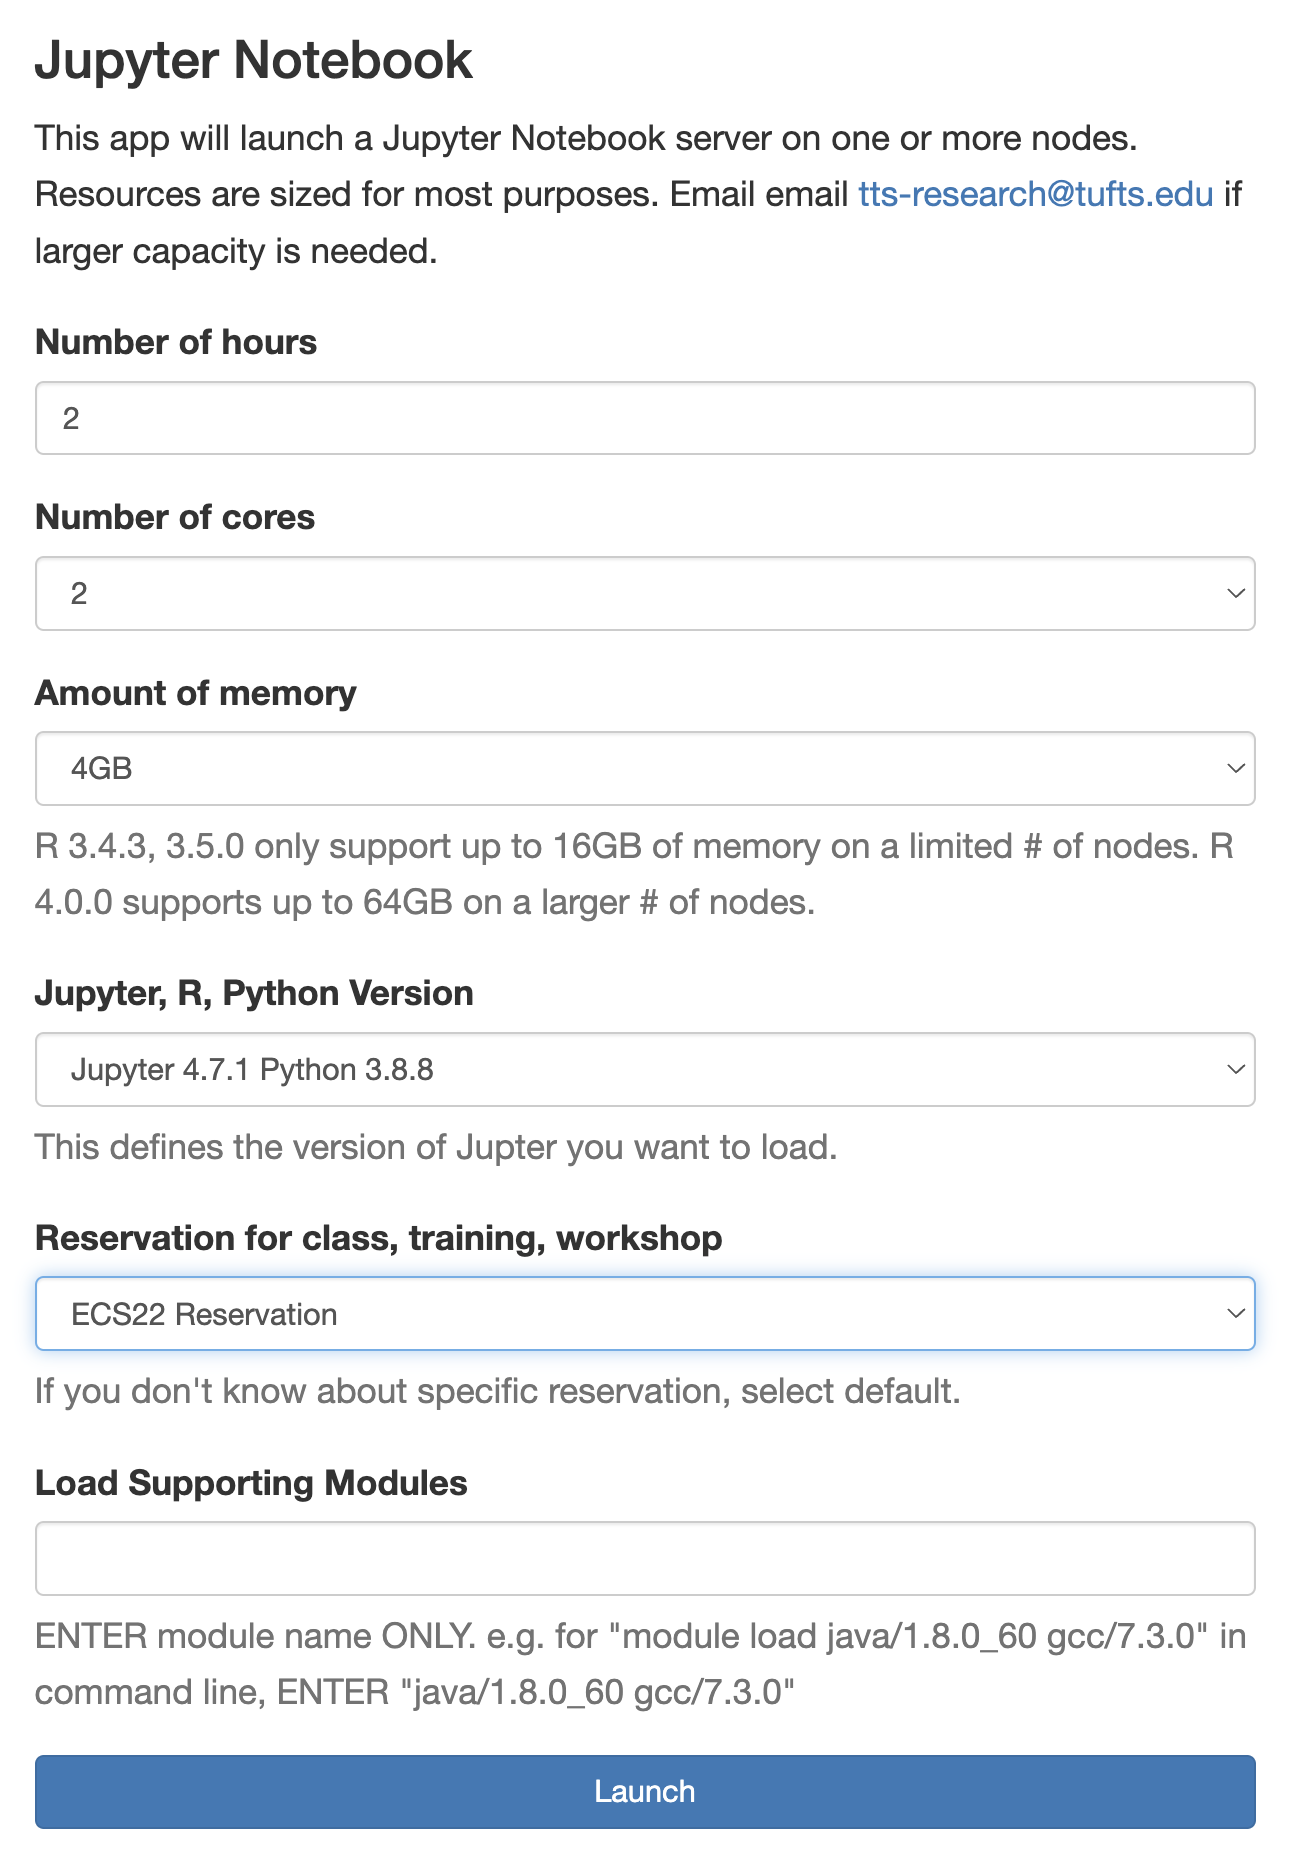 Jupyter Notebook
This app will launch a Jupyter Notebook server on one or more nodes.
Resources are sized for most purposes. Email email tts-research@tufts.edu if
larger capacity is needed.
Number of hours
2
Number of cores
2
Amount of memory
4GB
R 3.4.3, 3.5.0 only support up to 16GB of memory on a limited # of nodes. R
4.0.0 supports up to 64GB on a larger # of nodes.
Jupyter, R, Python Version
Jupyter 4.7.1 Python 3.8.8
This defines the version of Jupter you want to load.
Reservation for class, training, workshop
ECS22 Reservation
If you don't know about specific reservation, select default.
Load Supporting Modules
ENTER module name ONLY. e.g. for "module load java/1.8.0_60 gcc/7.3.0" in
command line, ENTER "java/1.8.0_60 gcc/7.3.0"
Launch